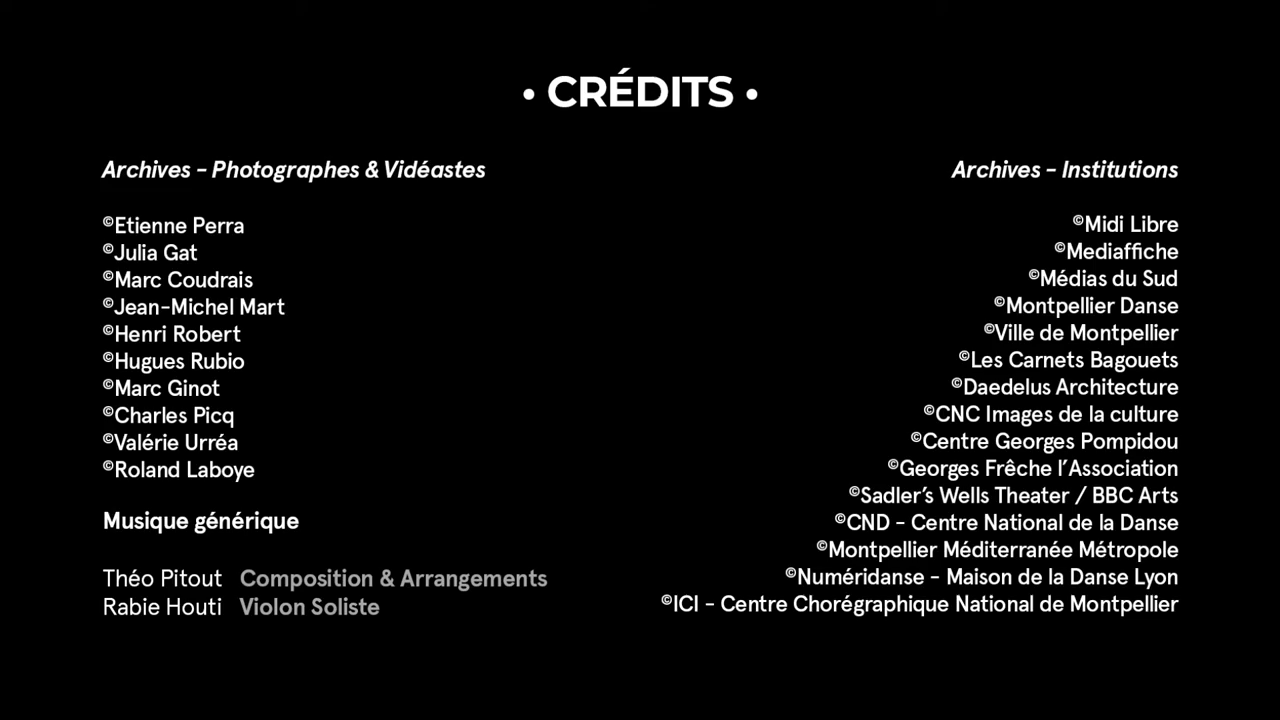 • CRÉDITS •
Archives – Photographes & Vidéastes
©Etienne Perra
©Julia Gat
©Marc Coudrais
©Jean-Michel Mart
©Henri Robert
©Hugues Rubio
©Marc Ginot
©Charles Picq
©Valérie Urréa
©Roland Laboye
Musique générique
Théo Pitout Composition & Arrangements
Rabie Houti Violon Soliste
Archives – Institutions
©Midi Libre
©Mediaffiche
©Médias du Sud
©Montpellier Danse
©Ville de Montpellier
©Les Carnets Bagouets
©Daedelus Architecture
©CNC Images de la culture
©Centre Georges Pompidou
©Georges Frêche l’Association
©Sadler’s Wells Theater / BBC Arts
©CND – Centre National de la Danse
©Montpellier Méditerranée Métropole
©Numéridanse – Maison de la Danse Lyon
©ICI – Centre Chorégraphique National de Montpellier